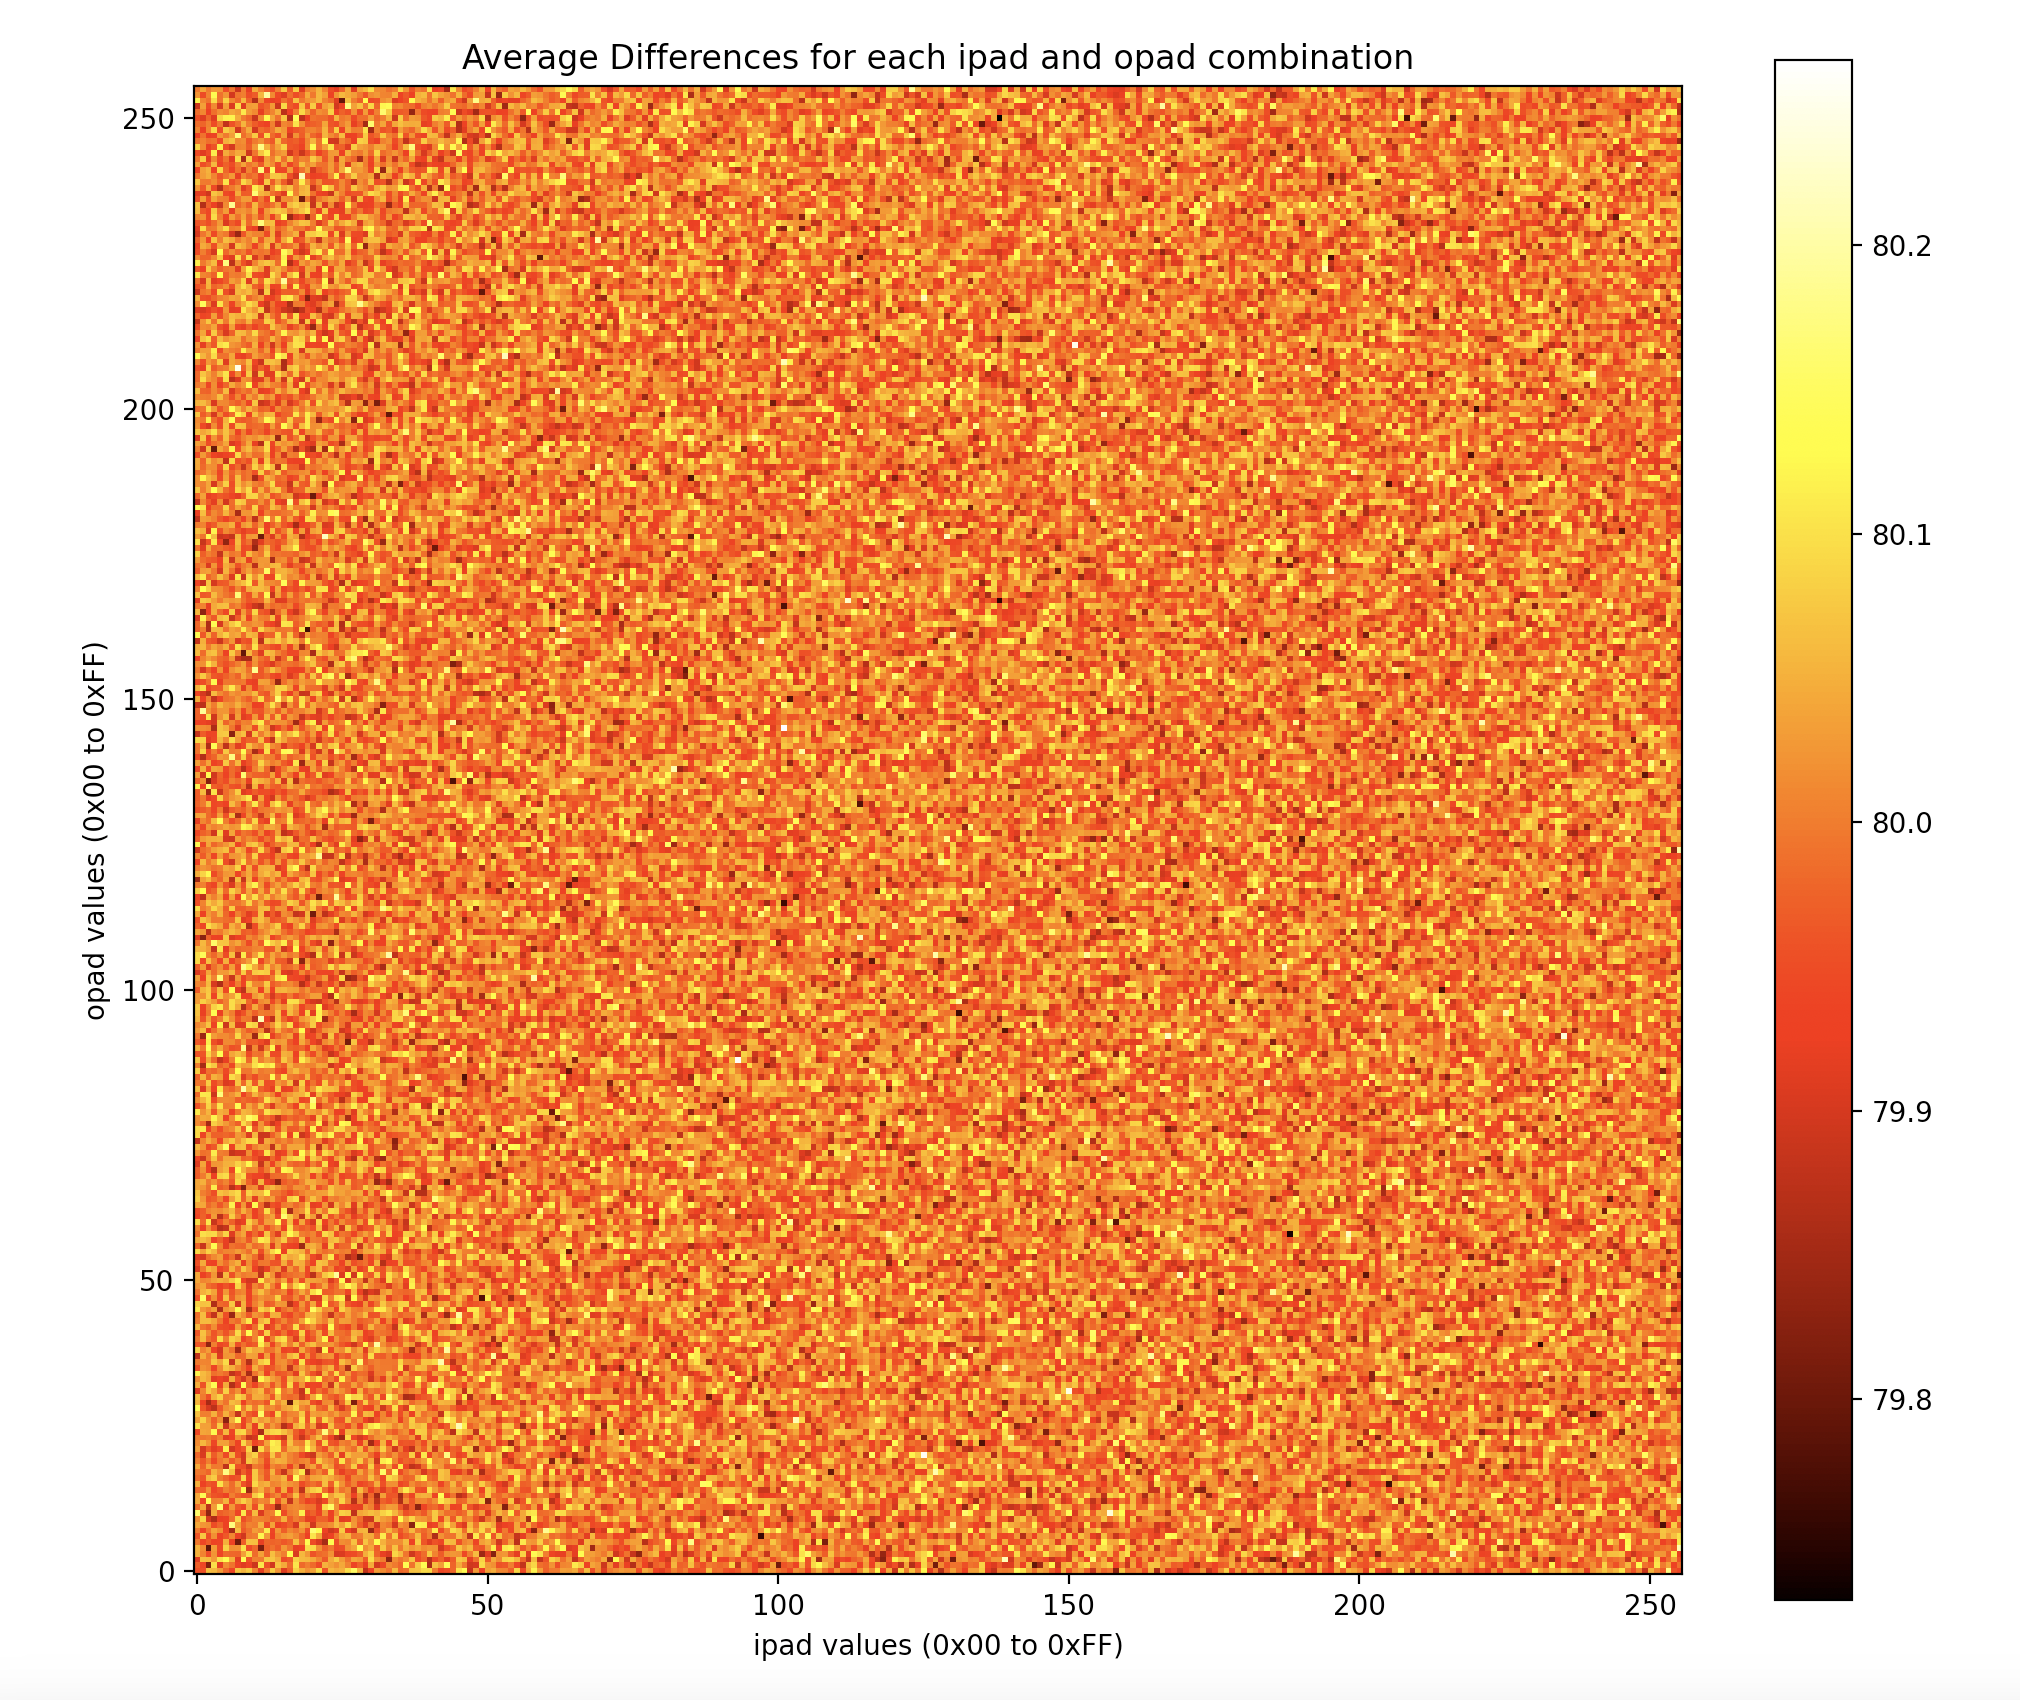 Average Differences for each ipad and opad combination
250
200
150
100
50
0
opad values (0x00 to 0xFF)
0 50 100 150 200 250
ipad values (0x00 to 0xFF)
80.2
80.1
80.0
79.9
79.8